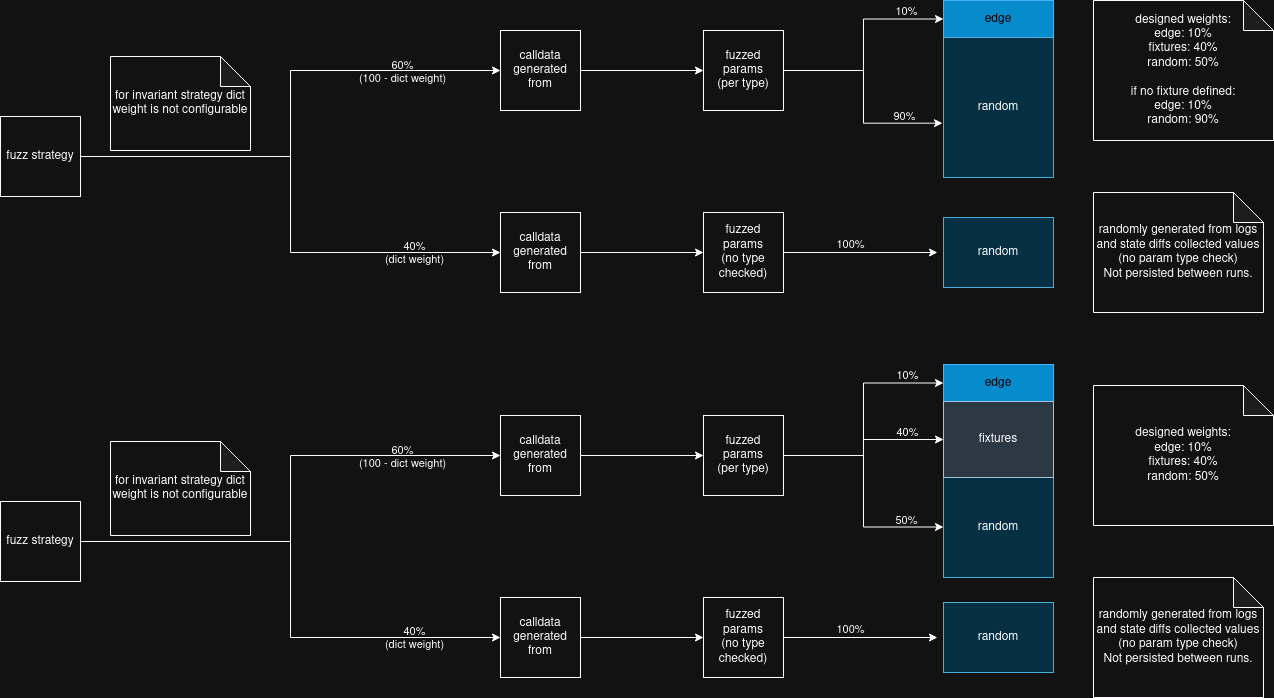 10%
edge
designed weights:
edge: 10%
fixtures: 40%
random: 50%
if no fixture defined:
edge: 10%
random: 90%
for invariant strategy dict
weight is not configurable
60%
(100 - dict weight)
calldata
generated
from
fuzzed
params
(per type)
random
90%
fuzz strategy
40%
(dict weight)
calldata
generated
from
fuzzed
params
(no type
checked)
100%
random
randomly generated from logs
and state diffs collected values
(no param type check)
Not persisted between runs.
10%
edge
40%
fixtures
designed weights:
edge: 10%
fixtures: 40%
random: 50%
for invariant strategy dict
weight is not configurable
60%
(100 - dict weight)
calldata
generated
from
fuzzed
params
(per type)
50%
random
fuzz strategy
40%
(dict weight)
calldata
generated
from
fuzzed
params
(no type
checked)
100%
random
randomly generated from logs
and state diffs collected values
(no param type check)
Not persisted between runs.